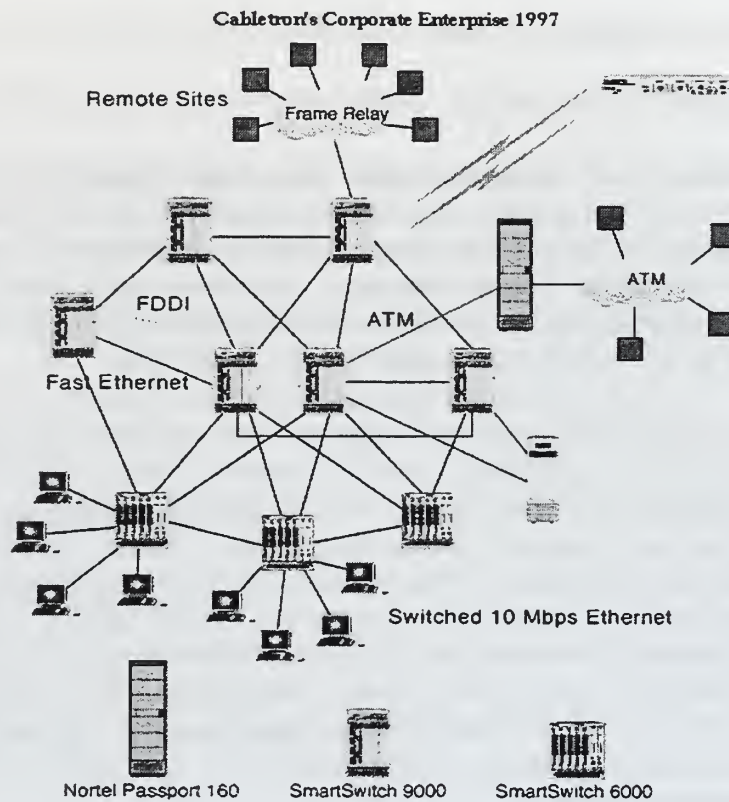 Cabletron's Corporate Enterprise 1997
Remote Sites
Frame Relay
ATM
FDDI
ATM
Fast Ethernet
Switched 10 Mbps Ethernet
Nortel Passport 160
SmartSwitch 9000
SmartSwitch 6000